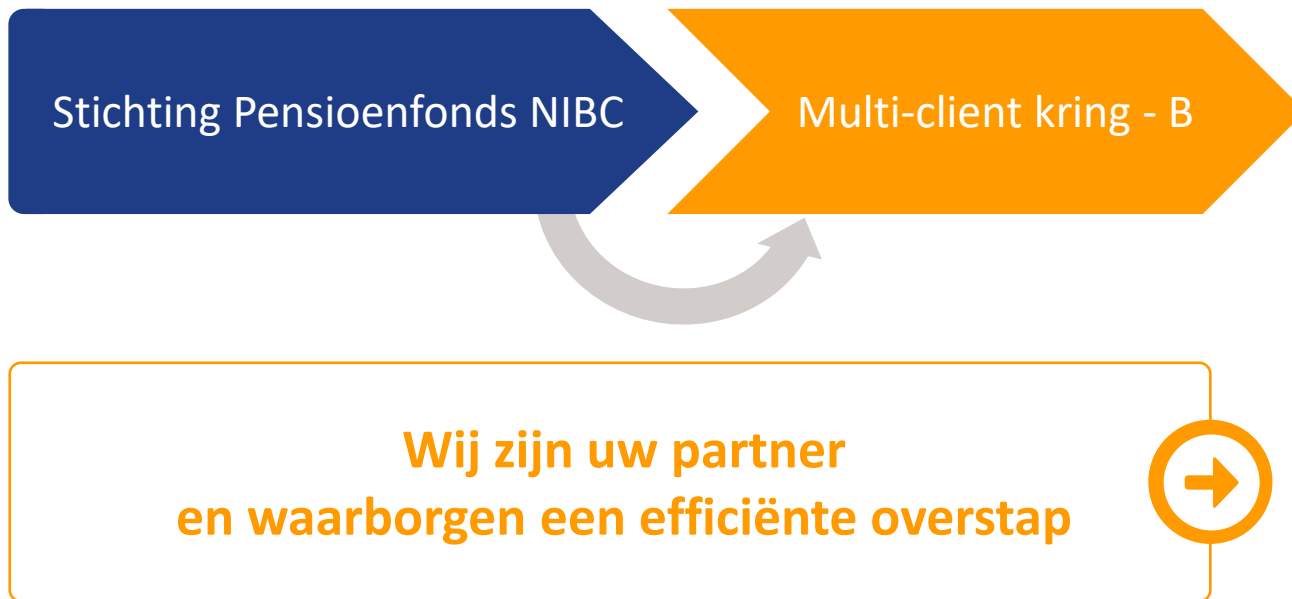 Stichting Pensioenfonds NIBC
Multi-client kring - B
Wij zijn uw partner
en waarborgen een efficiënte overstap